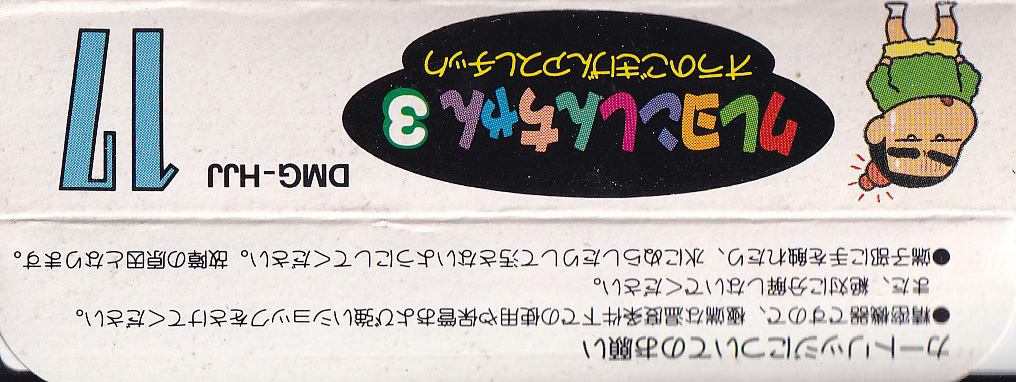 カートリッジについてのお願い
●精密機器ですので、極端な温度条件下での使用や保管および強いショックをさけてください。
また、絶対に分解しないでください。
●端子部に手を触れたり、水にぬらしたりして汚さないようにしてください。故障の原因となります。
クレヨンしんちゃん3
オラのごきげんアスレチック
DMG-HJJ
17